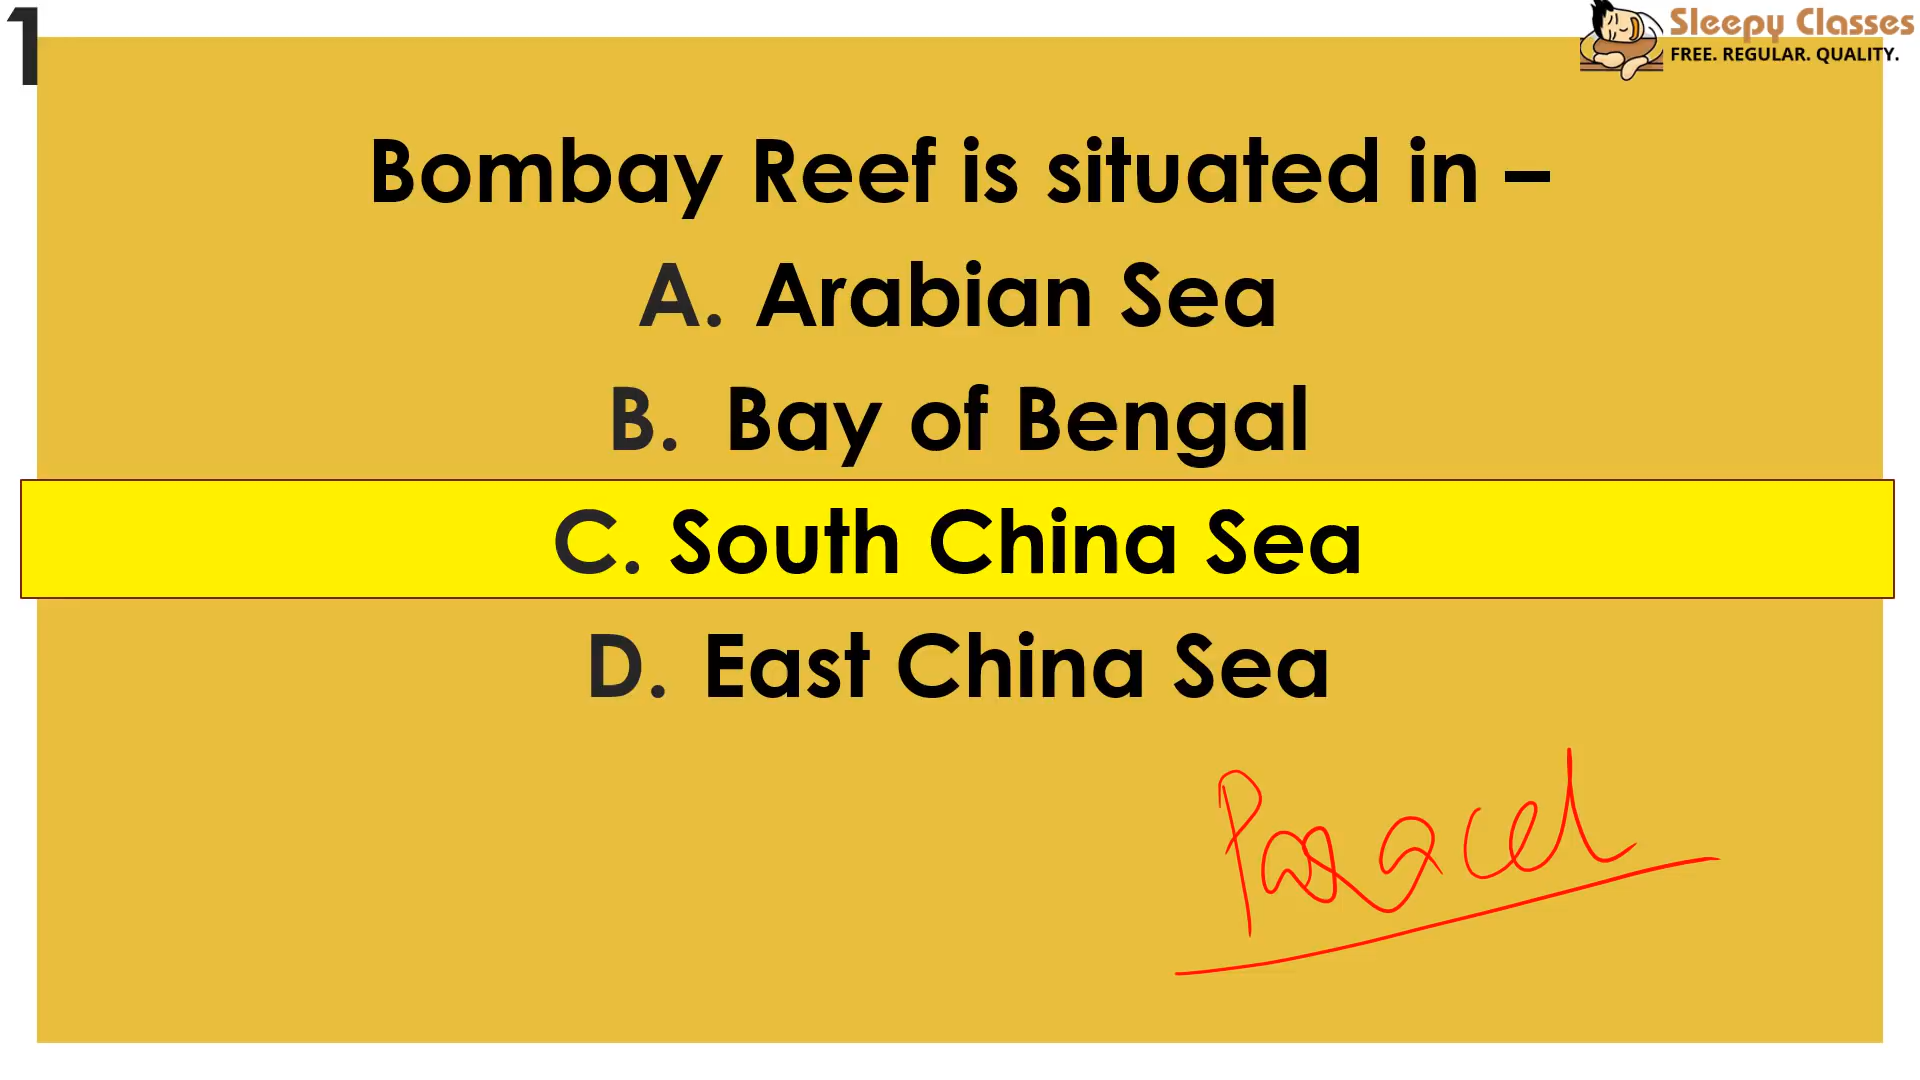 1
Sleepy Classes
FREE. REGULAR. QUALITY.
Bombay Reef is situated in –
A. Arabian Sea
B. Bay of Bengal
C. South China Sea
D. East China Sea
Paracel